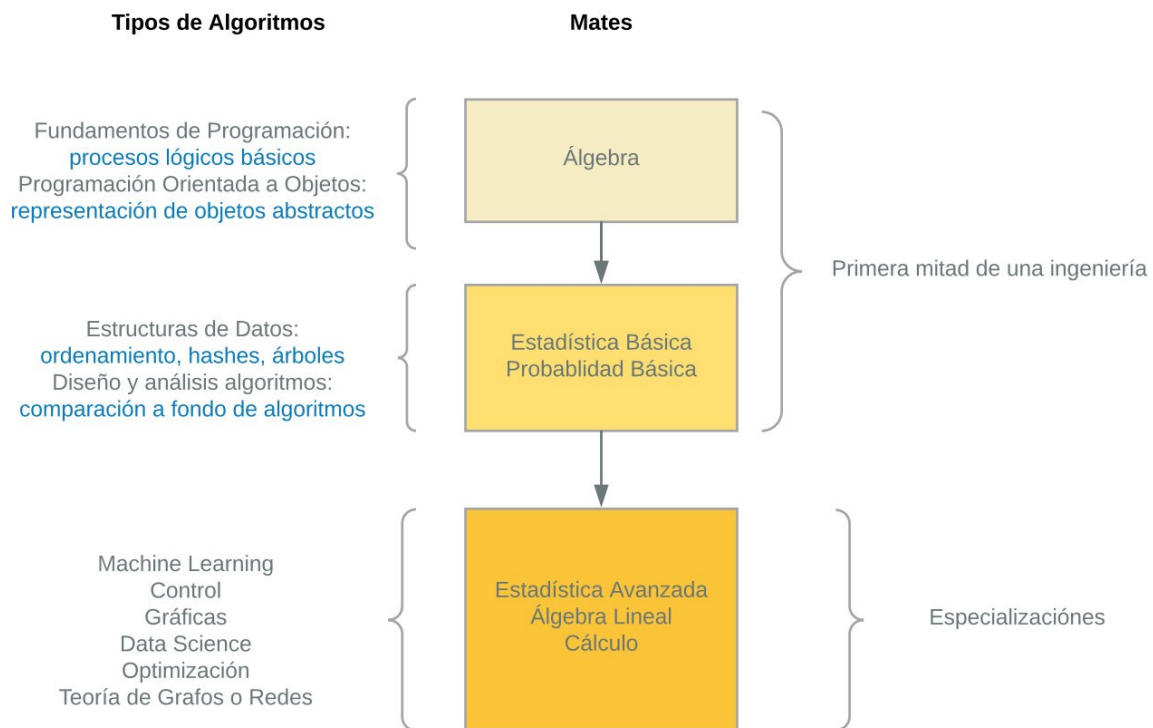 Tipos de Algoritmos
Mates
Fundamentos de Programación:
procesos lógicos básicos
Programación Orientada a Objetos:
representación de objetos abstractos
Álgebra
Primera mitad de una ingeniería
Estructuras de Datos:
ordenamiento, hashes, árboles
Diseño y análisis algoritmos:
comparación a fondo de algoritmos
Estadística Básica
Probablidad Básica
Machine Learning
Control
Gráficas
Data Science
Optimización
Teoría de Grafos o Redes
Estadística Avanzada
Álgebra Lineal
Cálculo
Especializaciónes